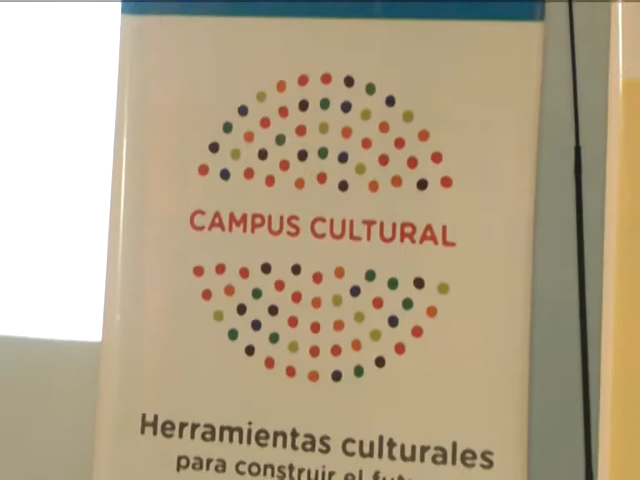 CAMPUS CULTURAL
Herramientas culturales
para construir el